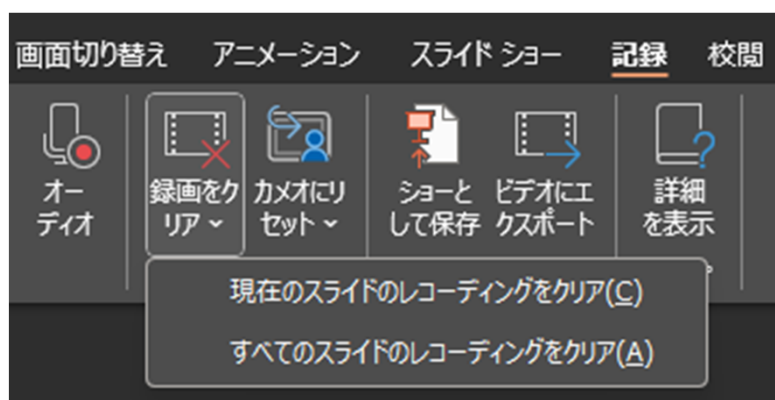 画面切り替え アニメーション スライド ショー 記録 校閲
オー
ディオ
録画をク
リア
カメオにリ
セット
ショーと
して保存
ビデオにエ
クスポート
詳細
を表示
現在のスライドのレコーディングをクリア(C)
すべてのスライドのレコーディングをクリア(A)